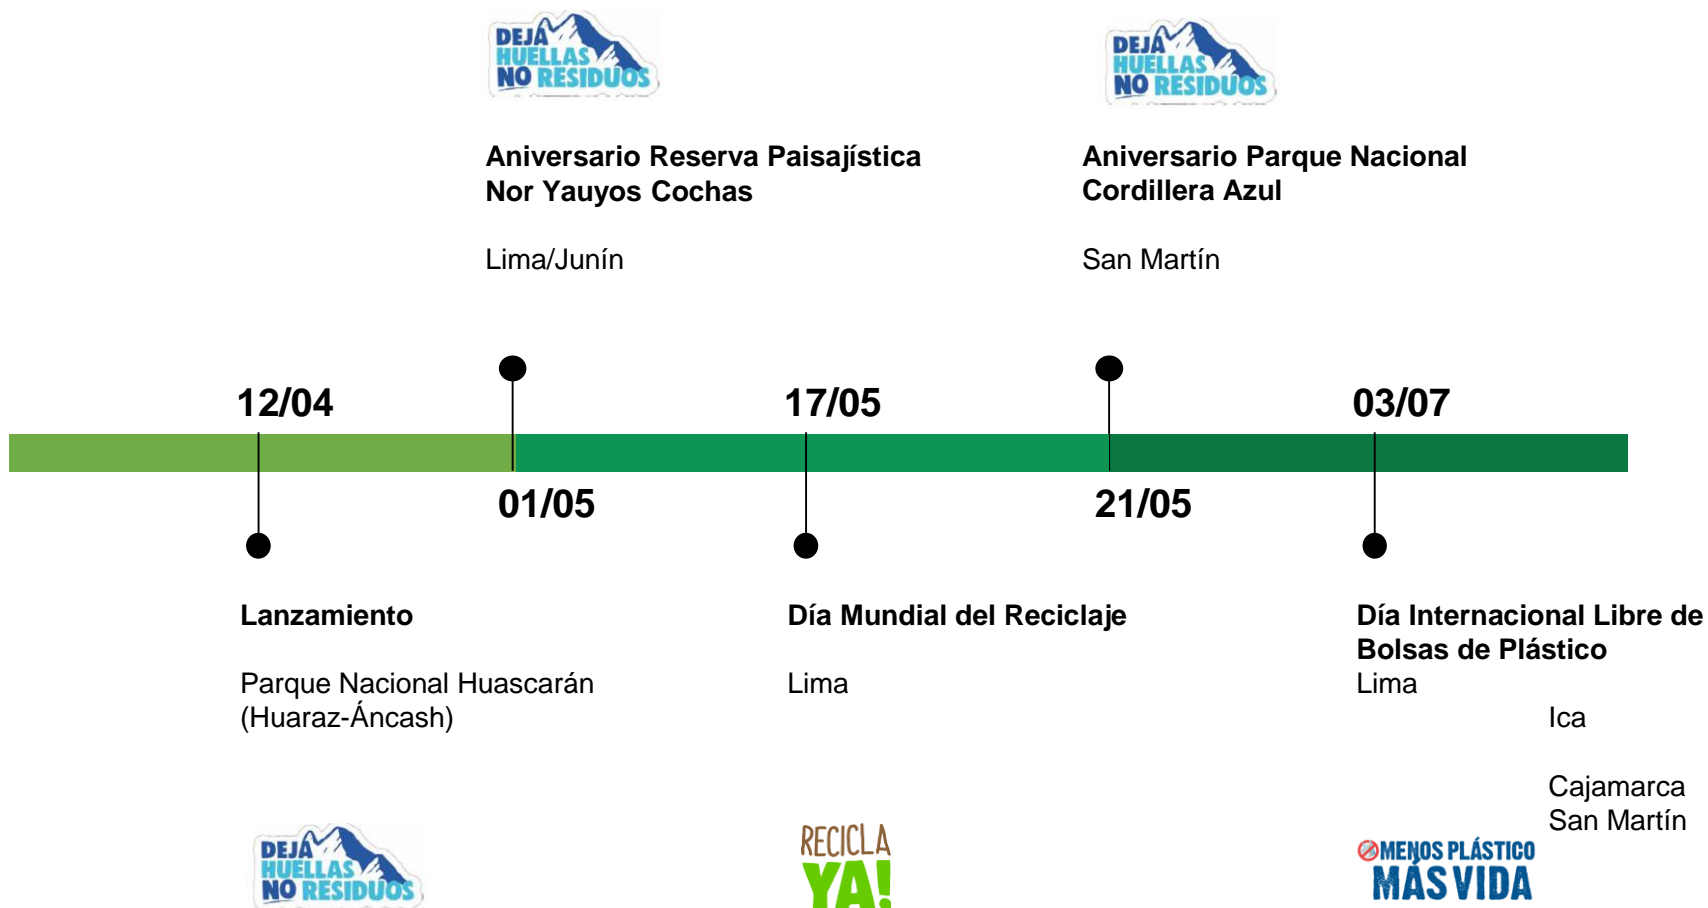 DEJÁ
HUELLAS
NO RESIDUOS
DEJÁ
HUELLAS
NO RESIDUOS
Aniversario Reserva Paisajística
Nor Yauyos Cochas
Lima/Junín
Aniversario Parque Nacional
Cordillera Azul
San Martín
12/04
17/05
03/07
01/05
21/05
Lanzamiento
Parque Nacional Huascarán
(Huaraz-Áncash)
Día Mundial del Reciclaje
Lima
Día Internacional Libre de
Bolsas de Plástico
Lima
Ica
Cajamarca
San Martín
DEJÁ
HUELLAS
NO RESIDUOS
RECICLA
YA!
MENOS PLÁSTICO
MÁS VIDA